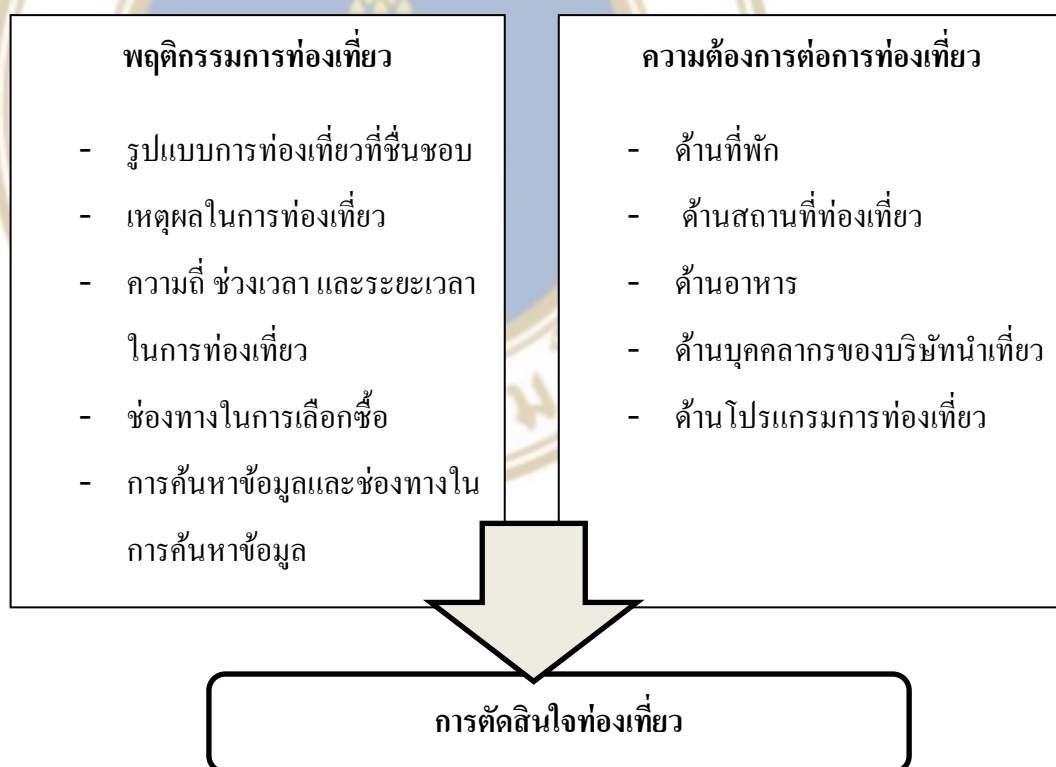 พฤติกรรมการท่องเที่ยว
- รูปแบบการท่องเที่ยวที่ชื่นชอบ
- เหตุผลในการท่องเที่ยว
- ความถี่ ช่วงเวลา และระยะเวลา
ในการท่องเที่ยว
- ช่องทางในการเลือกซื้อ
- การค้นหาข้อมูลและช่องทางใน
การค้นหาข้อมูล
ความต้องการต่อการท่องเที่ยว
- ด้านที่พัก
- ด้านสถานที่ท่องเที่ยว
- ด้านอาหาร
- ด้านบุคคลากรของบริษัทนำเที่ยว
- ด้านโปรแกรมการท่องเที่ยว
การตัดสินใจท่องเที่ยว